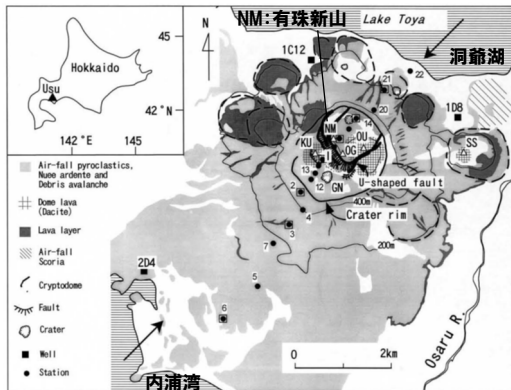 NM:有珠新山
Lake Toya
洞爺湖
N
45
42°N
Hokkaido
Usu
142°E
146
1C12
22
21
1D8
20
14
NM
OU
KU
OG
SS
I
13
12
GN
U-shaped fault
2
400m
Crater rim
4
3
200m
7
2D4
5
6
Osaru R.
0
2km
内浦湾
Air-fall pyroclastics,
Nuee ardente and
Debris avalanche
Dome lava
(Dacite)
Lava layer
Air-fall
Scoria
Cryptodome
Fault
Crater
Well
Station